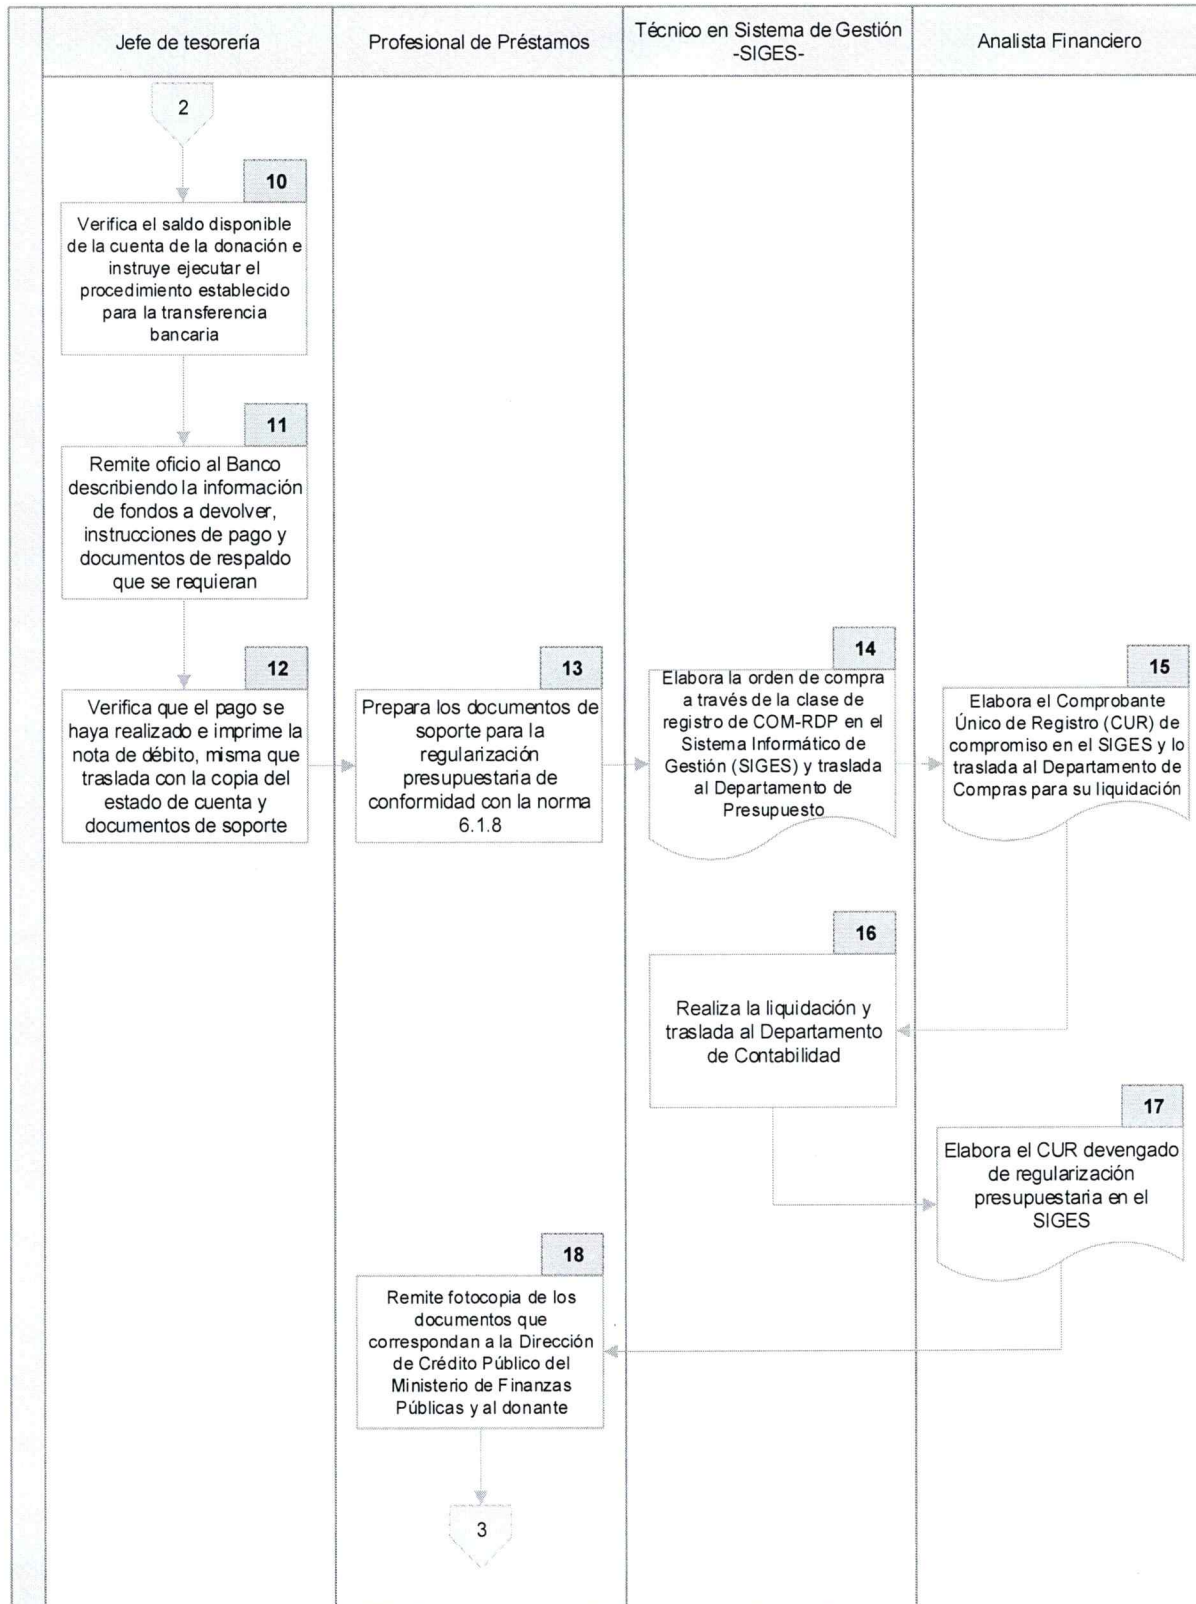 Jefe de tesorería
Profesional de Préstamos
Técnico en Sistema de Gestión
-SIGES-
Analista Financiero
2
10
Verifica el saldo disponible
de la cuenta de la donación e
instruye ejecutar el
procedimiento establecido
para la transferencia
bancaria
11
Remite oficio al Banco
describiendo la información
de fondos a devolver,
instrucciones de pago y
documentos de respaldo
que se requieran
12
Verifica que el pago se
haya realizado e imprime la
nota de débito, misma que
traslada con la copia del
estado de cuenta y
documentos de soporte
13
Prepara los documentos de
soporte para la
regularización
presupuestaria de
conformidad con la norma
6.1.8
14
Elabora la orden de compra
a través de la clase de
registro de COM-RDP en el
Sistema Informático de
Gestión (SIGES) y traslada
al Departamento de
Presupuesto
15
Elabora el Comprobante
Único de Registro (CUR) de
compromiso en el SIGES y lo
traslada al Departamento de
Compras para su liquidación
16
Realiza la liquidación y
traslada al Departamento
de Contabilidad
17
Elabora el CUR devengado
de regularización
presupuestaria en el
SIGES
18
Remite fotocopia de los
documentos que
correspondan a la Dirección
de Crédito Público del
Ministerio de Finanzas
Públicas y al donante
3